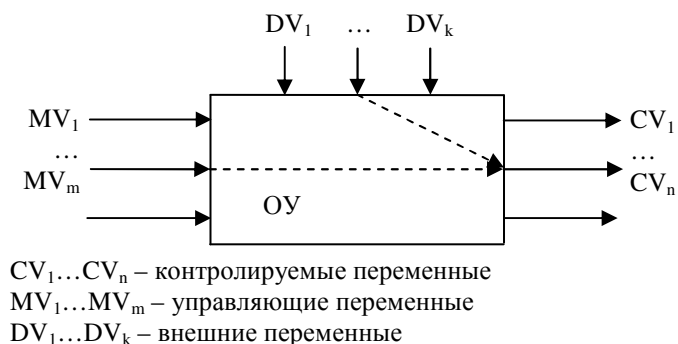 DV₁ … DVₖ
MV₁
…
MVₘ
ОУ
CV₁
…
CVₙ
CV₁…CVₙ – контролируемые переменные
MV₁…MVₘ – управляющие переменные
DV₁…DVₖ – внешние переменные